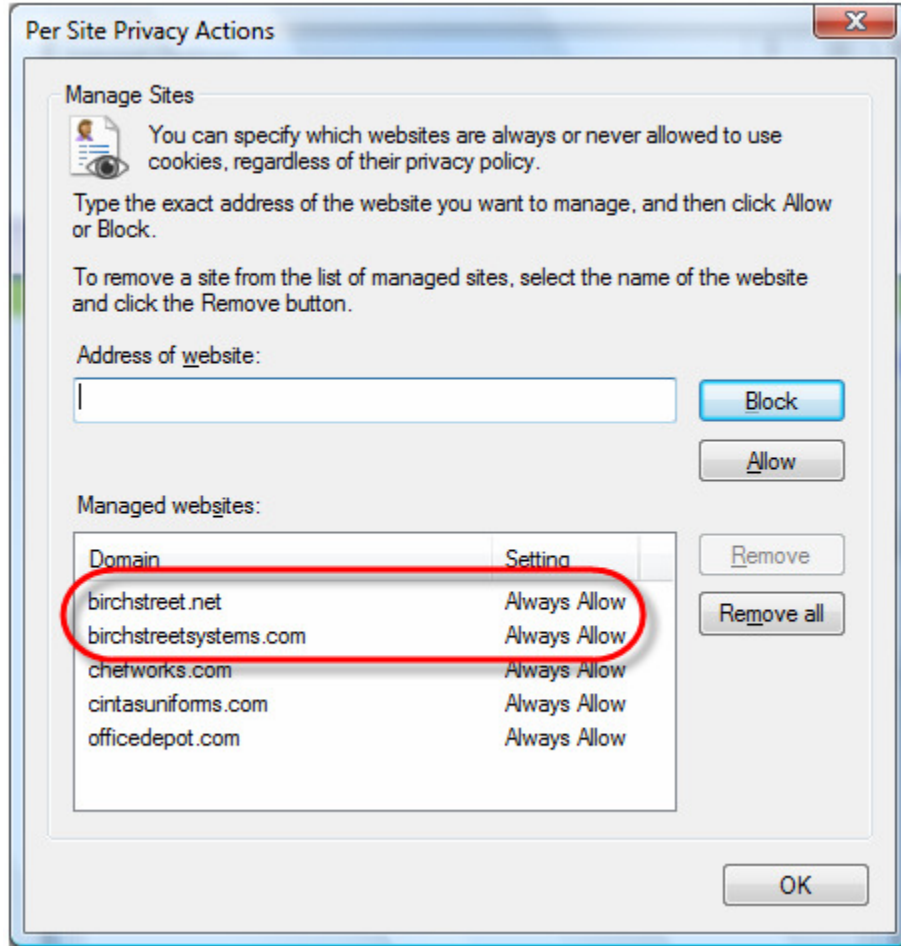 Per Site Privacy Actions
Manage Sites
You can specify which websites are always or never allowed to use
cookies, regardless of their privacy policy.
Type the exact address of the website you want to manage, and then click Allow
or Block.
To remove a site from the list of managed sites, select the name of the website
and click the Remove button.
Address of website:
Block
Allow
Managed websites:
Domain Setting
Remove
birchstreet.net Always Allow
Remove all
birchstreetsystems.com Always Allow
chefworks.com Always Allow
cintasuniforms.com Always Allow
officedepot.com Always Allow
OK